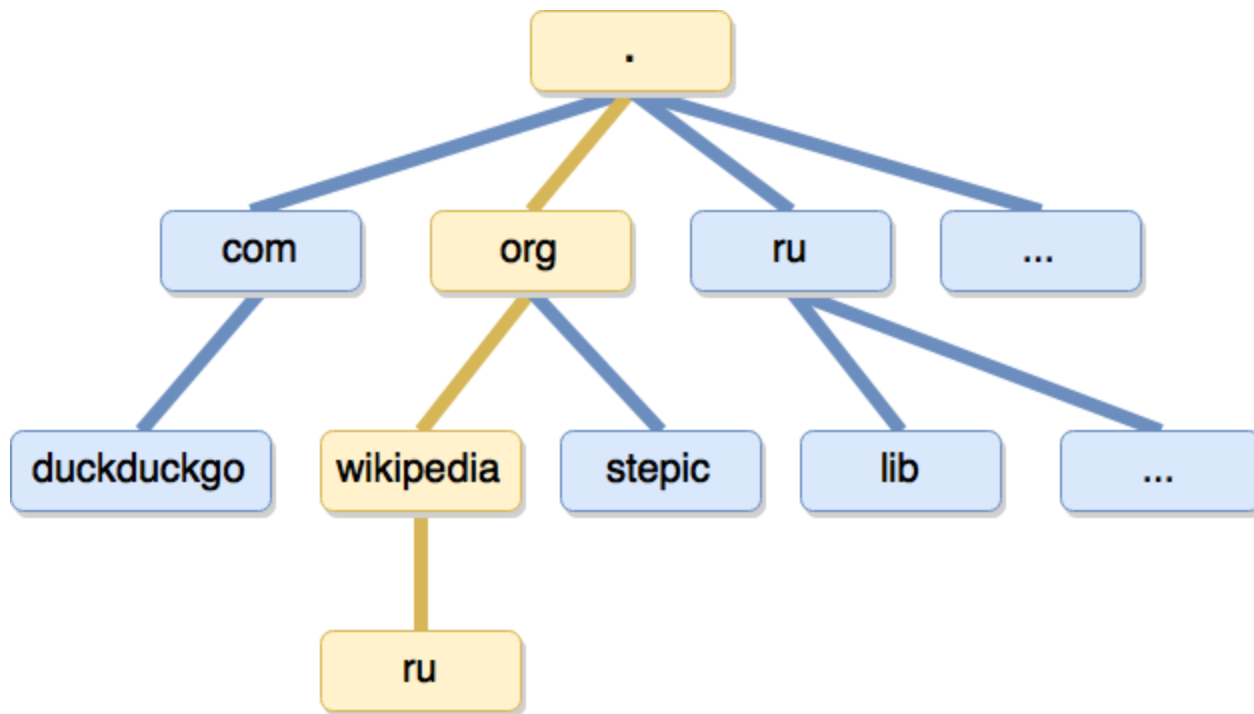 .
com
org
ru
...
duckduckgo
wikipedia
stepic
lib
...
ru